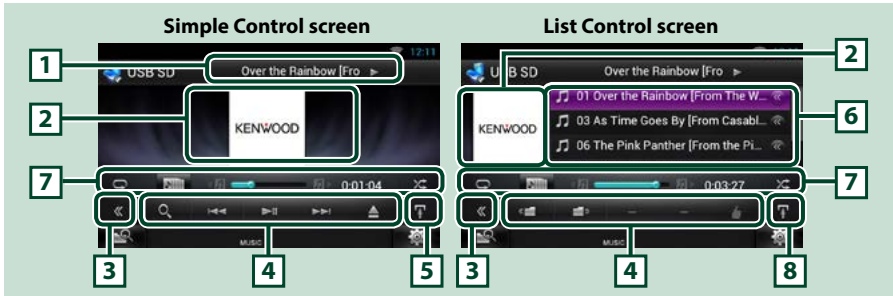 Simple Control screen
List Control screen
12:11
1
USB SD
Over the Rainbow [Fro
2
KENWOOD
7
0:01:04
MUSIC
3
4
5
2
USB SD
Over the Rainbow [Fro
01 Over the Rainbow [From The W...
6
KENWOOD
03 As Time Goes By [From Casabl...
06 The Pink Panther [From the Pi...
0:03:27
7
MUSIC
3
4
8